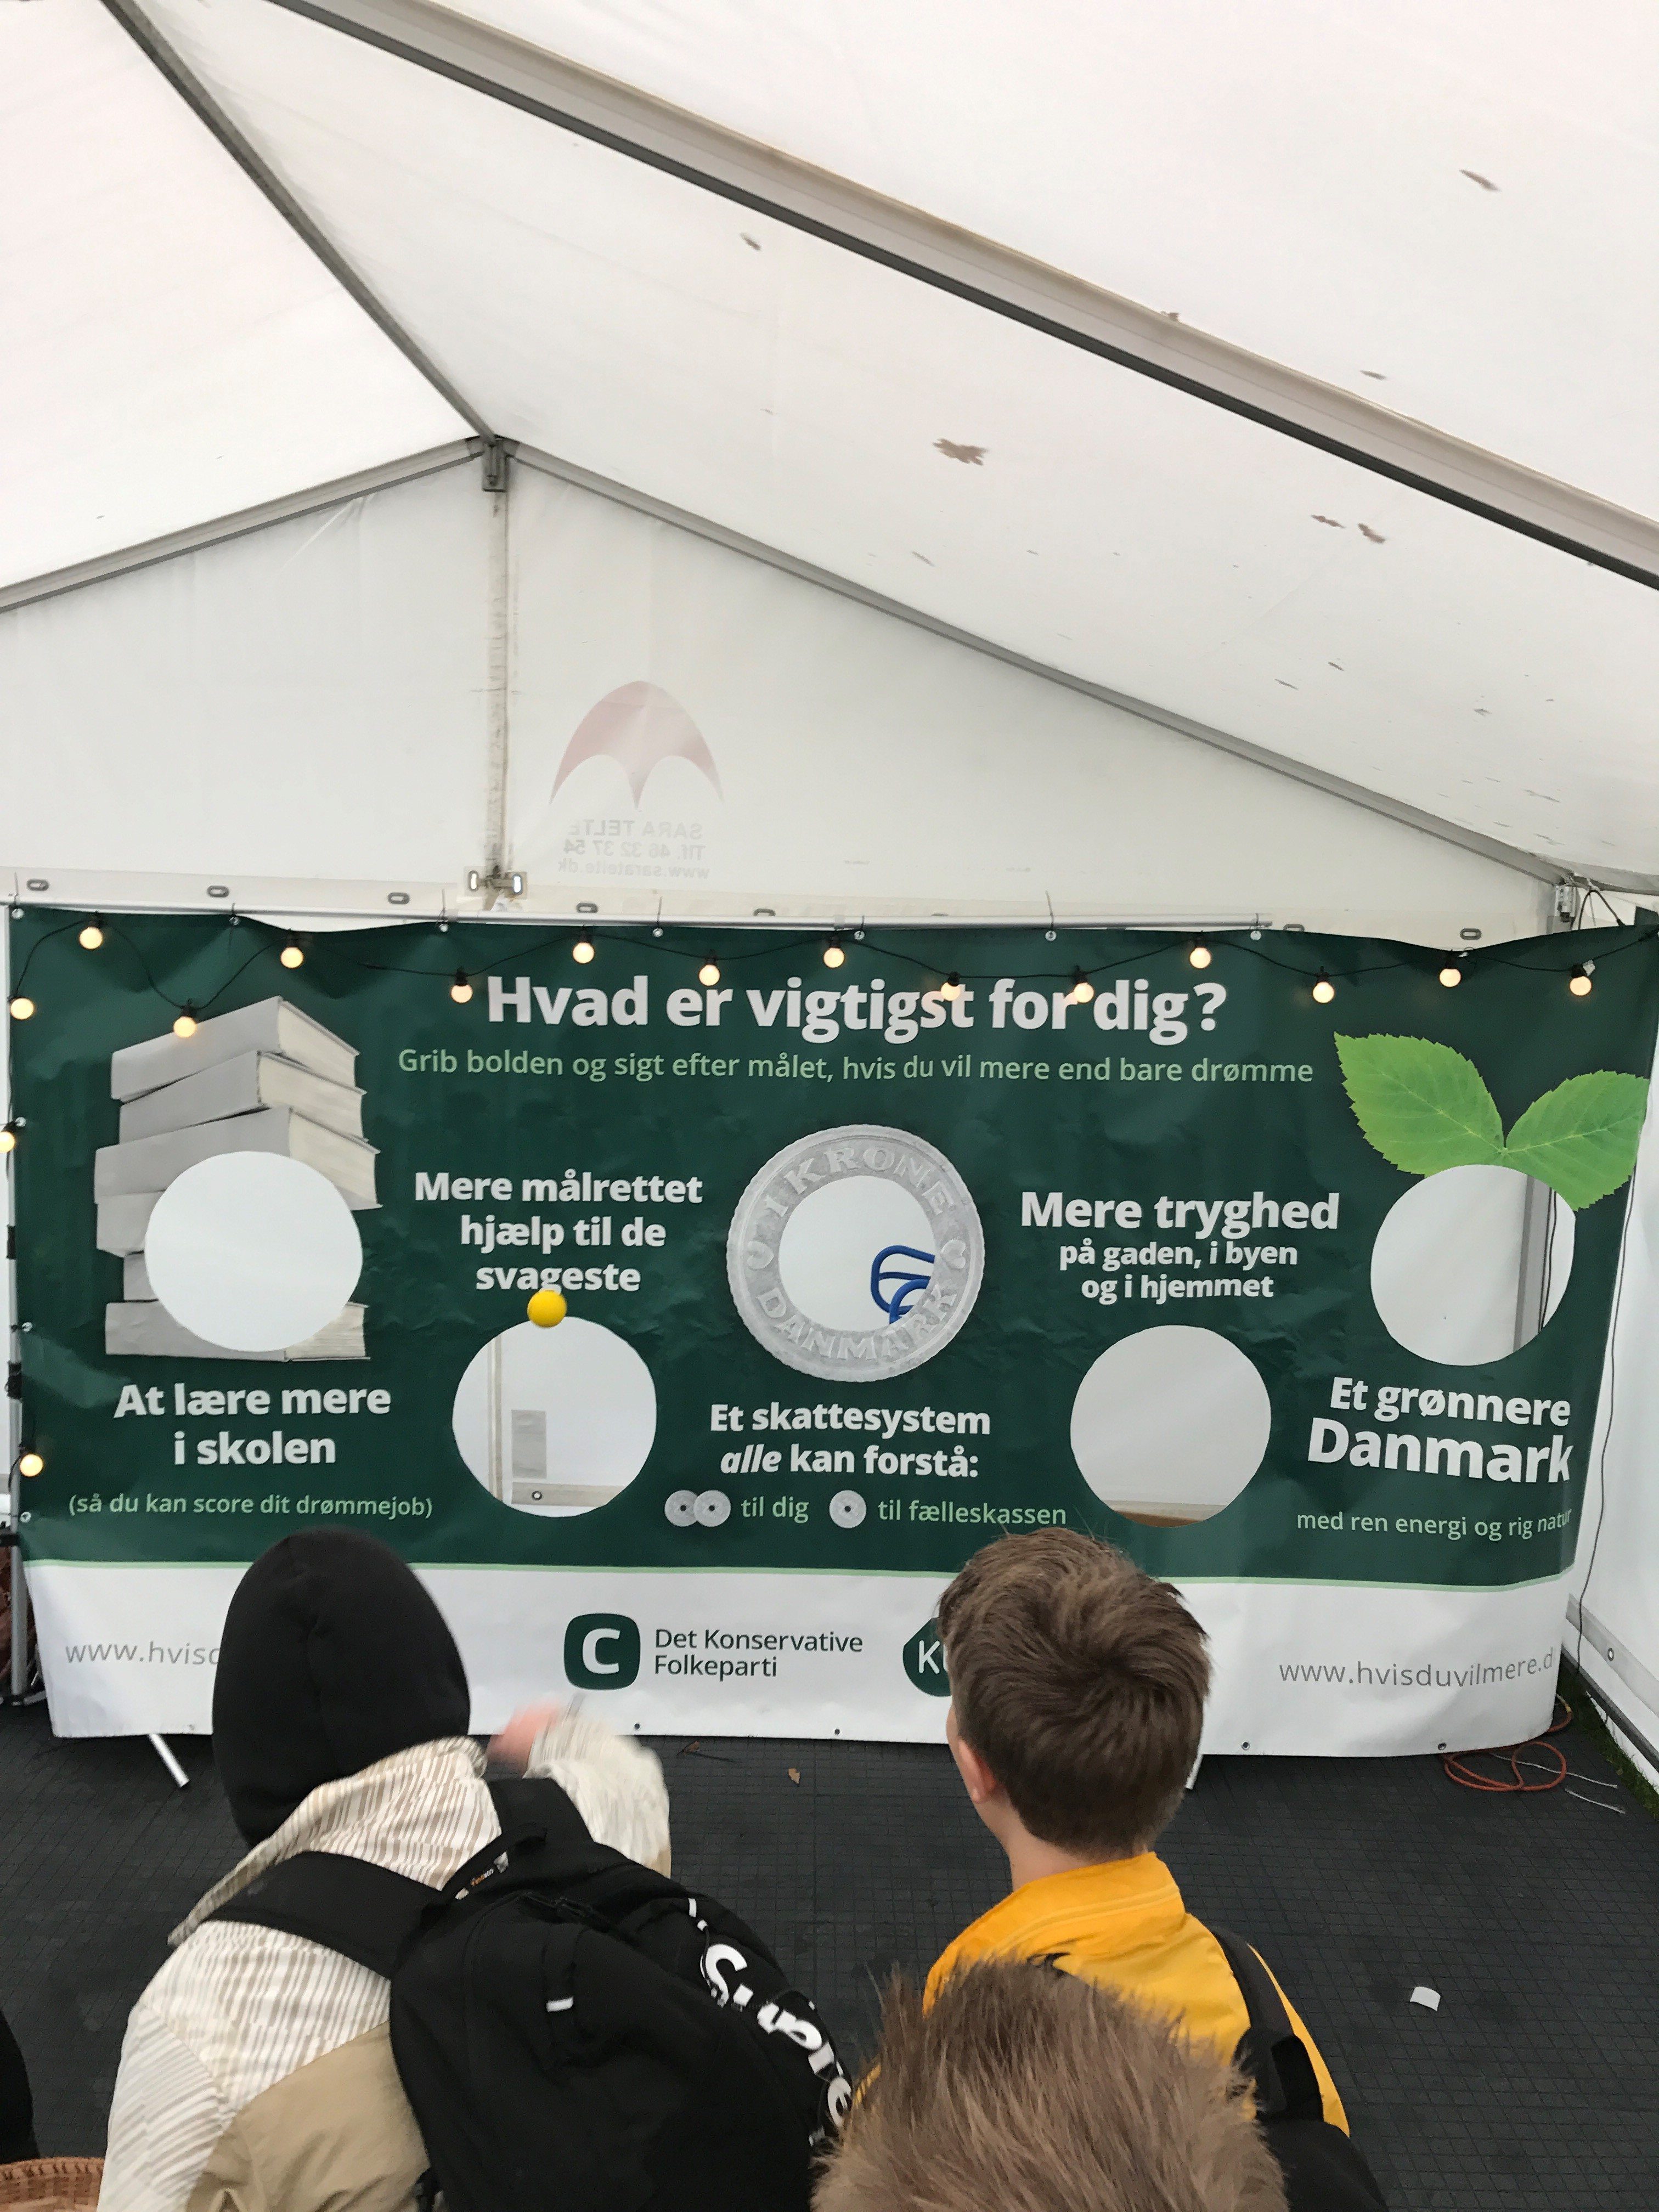 SARA TELTE
Tlf. 46 32 37 54
www.saratelte.dk
Hvad er vigtigst for dig?
Grib bolden og sigt efter målet, hvis du vil mere end bare drømme
At lære mere
i skolen
(så du kan score dit drømmejob)
Mere målrettet
hjælp til de
svageste
1 KRONE
DANMARK
Et skattesystem
alle kan forstå:
til dig
til fælleskassen
Mere tryghed
på gaden, i byen
og i hjemmet
Et grønnere
Danmark
med ren energi og rig natur
www.hvisd
C
Det Konservative
Folkeparti
K
www.hvisduvilmere.d
Supre